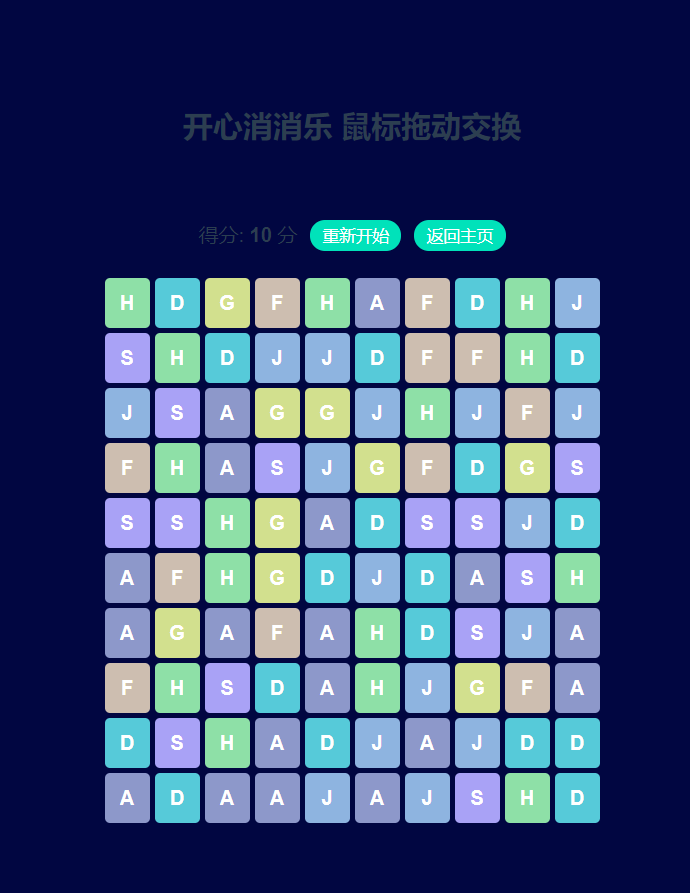 开心消消乐 鼠标拖动交换
得分: 10 分 重新开始 返回主页
H D G F H A F D H J
S H D J J D F F H D
J S A G G J H J F J
F H A S J G F D G S
S S H G A D S S J D
A F H G D J D A S H
A G A F A H D S J A
F H S D A H J G F A
D S H A D J A J D D
A D A A J A J S H D